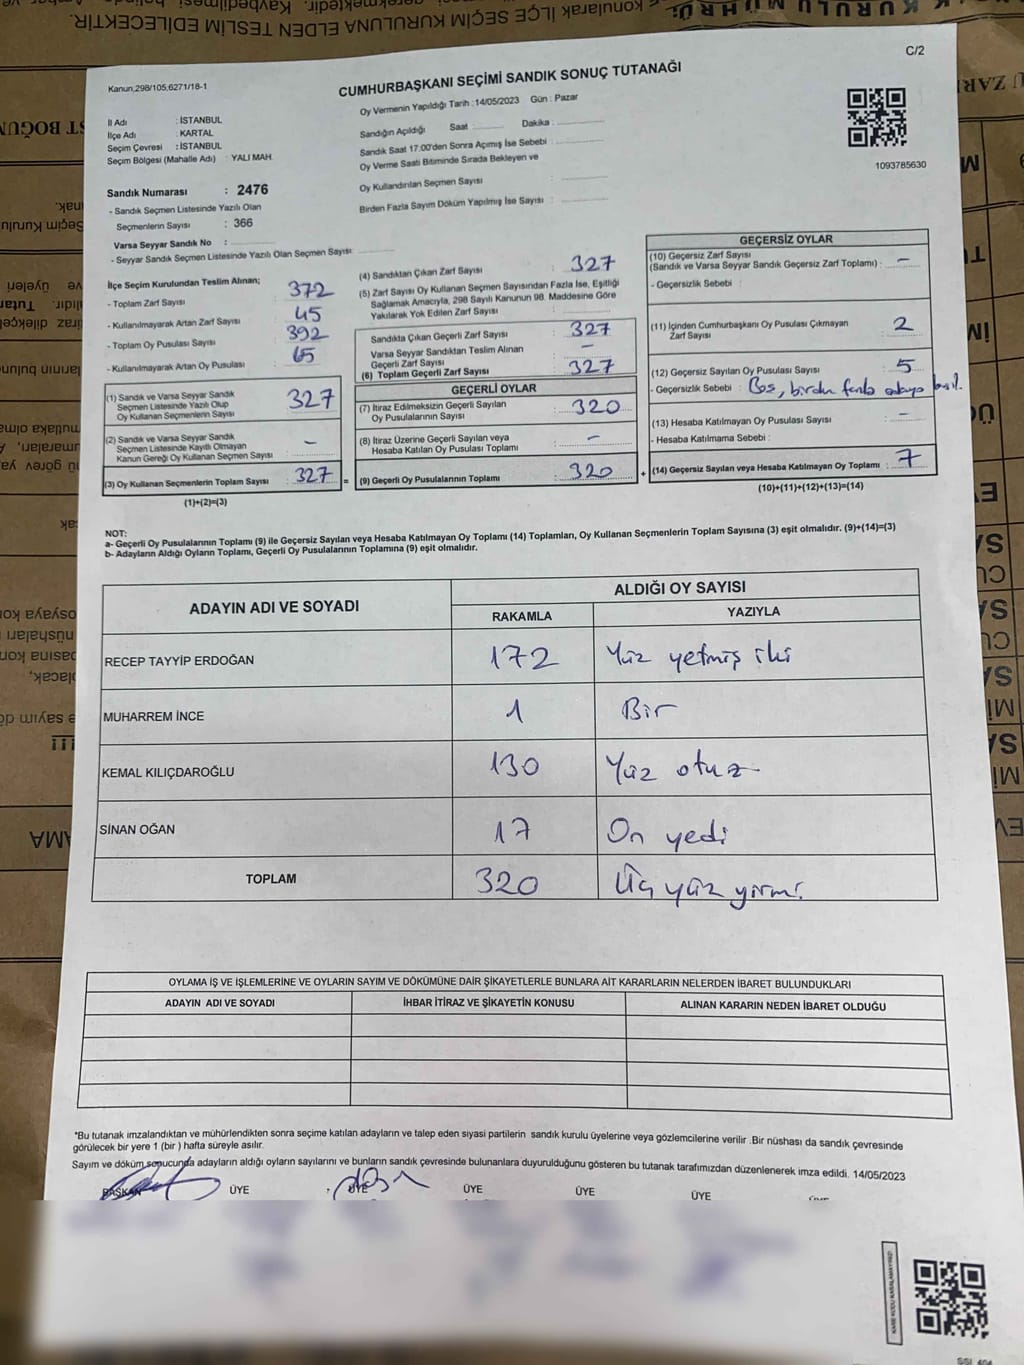 C/2
Kanun,298/105,6271/18-1
CUMHURBAŞKANI SEÇİMİ SANDIK SONUÇ TUTANAĞI
Oy Vermenin Yapıldığı Tarih : 14/05/2023 Gün : Pazar
İl Adı : İSTANBUL
İlçe Adı : KARTAL
Seçim Çevresi : İSTANBUL
Seçim Bölgesi (Mahalle Adı) : YALI MAH.
Sandığın Açıldığı Saat Dakika :
Sandık Saat 17:00'den Sonra Açımış İse Sebebi :
Oy Verme Saati Bitiminde Sırada Bekleyen ve
Oy Kullandırılan Seçmen Sayısı :
Birden Fazla Sayım Döküm Yapılmış İse Sayısı :
1093785630
Sandık Numarası : 2476
- Sandık Seçmen Listesinde Yazılı Olan
Seçmenlerin Sayısı : 366
Varsa Seyyar Sandık No :
- Seyyar Sandık Seçmen Listesinde Yazılı Olan Seçmen Sayısı:
İlçe Seçim Kurulundan Teslim Alınan;
- Toplam Zarf Sayısı : 372
- Kullanılmayarak Artan Zarf Sayısı : 45
- Toplam Oy Pusulası Sayısı : 392
- Kullanılmayarak Artan Oy Pusulası : 65
(1) Sandık ve Varsa Seyyar Sandık
Seçmen Listesinde Yazılı Olup
Oy Kullanan Seçmenlerin Sayısı : 327
(2) Sandık ve Varsa Seyyar Sandık
Seçmen Listesinde Kayıtlı Olmayan
Kanun Gereği Oy Kullanan Seçmen Sayısı : –
(3) Oy Kullanan Seçmenlerin Toplam Sayısı : 327 =
(1)+(2)=(3)
(4) Sandıktan Çıkan Zarf Sayısı : 327
(5) Zarf Sayısı Oy Kullanan Seçmen Sayısından Fazla İse, Eşitliği
Sağlamak Amacıyla, 298 Sayılı Kanunun 98. Maddesine Göre
Yakılarak Yok Edilen Zarf Sayısı :
Sandıkta Çıkan Geçerli Zarf Sayısı : 327
Varsa Seyyar Sandıktan Teslim Alınan
Geçerli Zarf Sayısı : –
(6) Toplam Geçerli Zarf Sayısı : 327
GEÇERLİ OYLAR
(7) İtiraz Edilmeksizin Geçerli Sayılan
Oy Pusulalarının Sayısı : 320
(8) İtiraz Üzerine Geçerli Sayılan veya
Hesaba Katılan Oy Pusulası Toplamı : –
(9) Geçerli Oy Pusulalarının Toplamı : 320 +
GEÇERSİZ OYLAR
(10) Geçersiz Zarf Sayısı
(Sandık ve Varsa Seyyar Sandık Geçersiz Zarf Toplamı) : –
- Geçersizlik Sebebi :
(11) İçinden Cumhurbaşkanı Oy Pusulası Çıkmayan
Zarf Sayısı : 2
(12) Geçersiz Sayılan Oy Pusulası Sayısı : 5
- Geçersizlik Sebebi : Boş, birden fazla
(13) Hesaba Katılmayan Oy Pusulası Sayısı : –
- Hesaba Katılmama Sebebi :
(14) Geçersiz Sayılan veya Hesaba Katılmayan Oy Toplamı : 7
(10)+(11)+(12)+(13)=(14)
NOT:
a- Geçerli Oy Pusulalarının Toplamı (9) ile Geçersiz Sayılan veya Hesaba Katılmayan Oy Toplamı (14) Toplamları, Oy Kullanan Seçmenlerin Toplam Sayısına (3) eşit olmalıdır. (9)+(14)=(3)
b- Adayların Aldığı Oyların Toplamı, Geçerli Oy Pusulalarının Toplamına (9) eşit olmalıdır.
ADAYIN ADI VE SOYADI
ALDIĞI OY SAYISI
RAKAMLA YAZIYLA
RECEP TAYYİP ERDOĞAN 172 Yüz yetmiş iki
MUHARREM İNCE 1 Bir
KEMAL KILIÇDAROĞLU 130 Yüz otuz
SİNAN OĞAN 17 On yedi
TOPLAM 320 Üç yüz yirmi
OYLAMA İŞ VE İŞLEMLERİNE VE OYLARIN SAYIM VE DÖKÜMÜNE DAİR ŞİKAYETLERLE BUNLARA AİT KARARLARIN NELERDEN İBARET BULUNDUKLARI
ADAYIN ADI VE SOYADI İHBAR İTİRAZ VE ŞİKAYETİN KONUSU ALINAN KARARIN NEDEN İBARET OLDUĞU
*Bu tutanak imzalandıktan ve mühürlendikten sonra seçime katılan adayların ve talep eden siyasi partilerin sandık kurulu üyelerine veya gözlemcilerine verilir .Bir nüshası da sandık çevresinde
görülecek bir yere 1 (bir ) hafta süreyle asılır.
Sayım ve döküm sonucunda adayların aldığı oyların sayılarını ve bunların sandık çevresinde bulunanlara duyurulduğunu gösteren bu tutanak tarafımızdan düzenlenerek imza edildi. 14/05/2023
BAŞKAN ÜYE ÜYE ÜYE ÜYE ÜYE